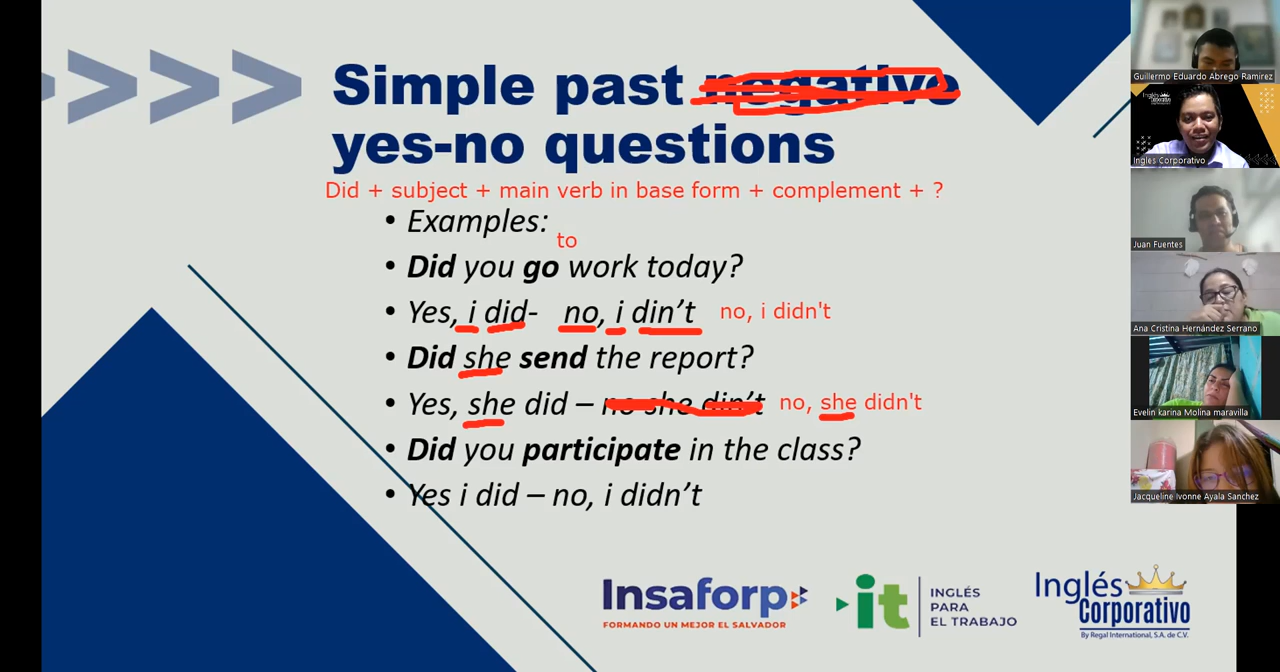 Simple past negative
yes-no questions
Did + subject + main verb in base form + complement + ?
• Examples:
to
• Did you go work today?
• Yes, i did- no, i din’t no, i didn't
• Did she send the report?
• Yes, she did – no she din’t no, she didn't
• Did you participate in the class?
• Yes i did – no, i didn’t
Insaforp
FORMANDO UN MEJOR EL SALVADOR
it
INGLÉS
PARA
EL TRABAJO
Inglés
Corporativo
By Regal International, S.A. de C.V.
Guillermo Eduardo Abrego Ramirez
Inglés Corporativo
Juan Fuentes
Ana Cristina Hernández Serrano
Evelin karina Molina maravilla
Jacqueline Ivonne Ayala Sanchez